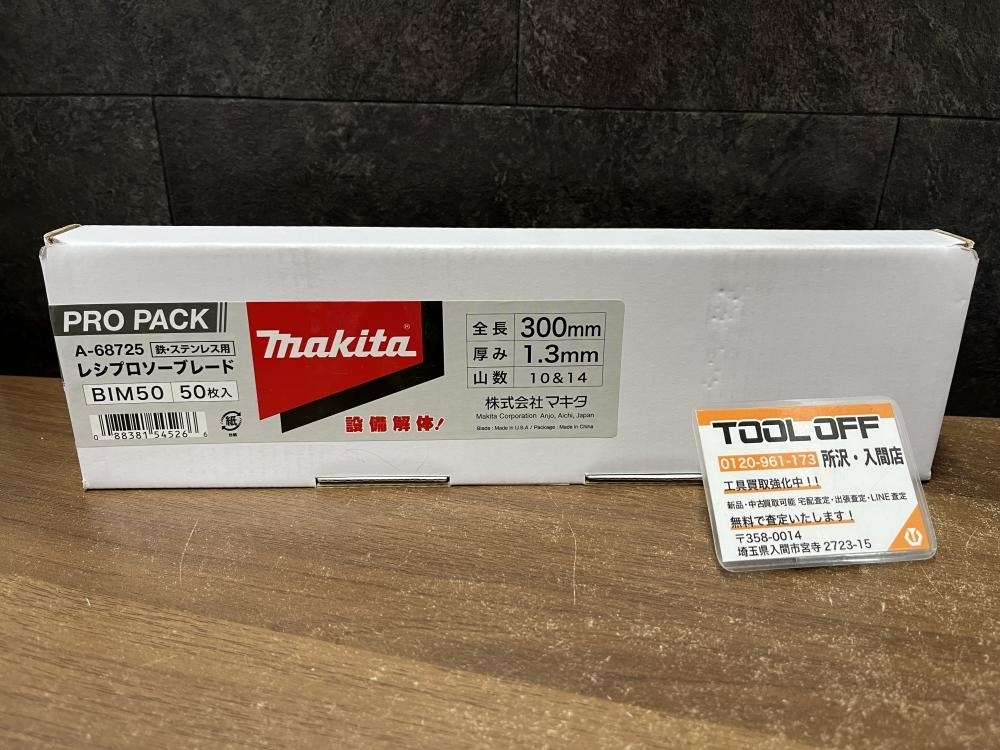 PRO PACK
A-68725 鉄・ステンレス用
レシプロソーブレード
BIM50 50枚入
0 88381 54526 6
紙
makita®
設備解体!
全長 300mm
厚み 1.3mm
山数 10&14
株式会社マキタ
Makita Corporation Anjo, Aichi, Japan
Blade : Made in U.S.A / Package : Made in China
TOOL OFF
0120-961-173 所沢・入間店
工具買取強化中!!
新品・中古買取可能 宅配査定・出張査定・LINE査定
無料で査定いたします!
〒358-0014
埼玉県入間市宮寺2723-15